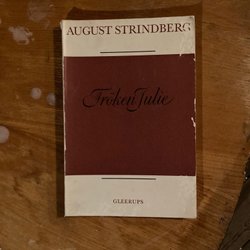 AUGUST STRINDBERG
Fröken Julie
GLEERUPS